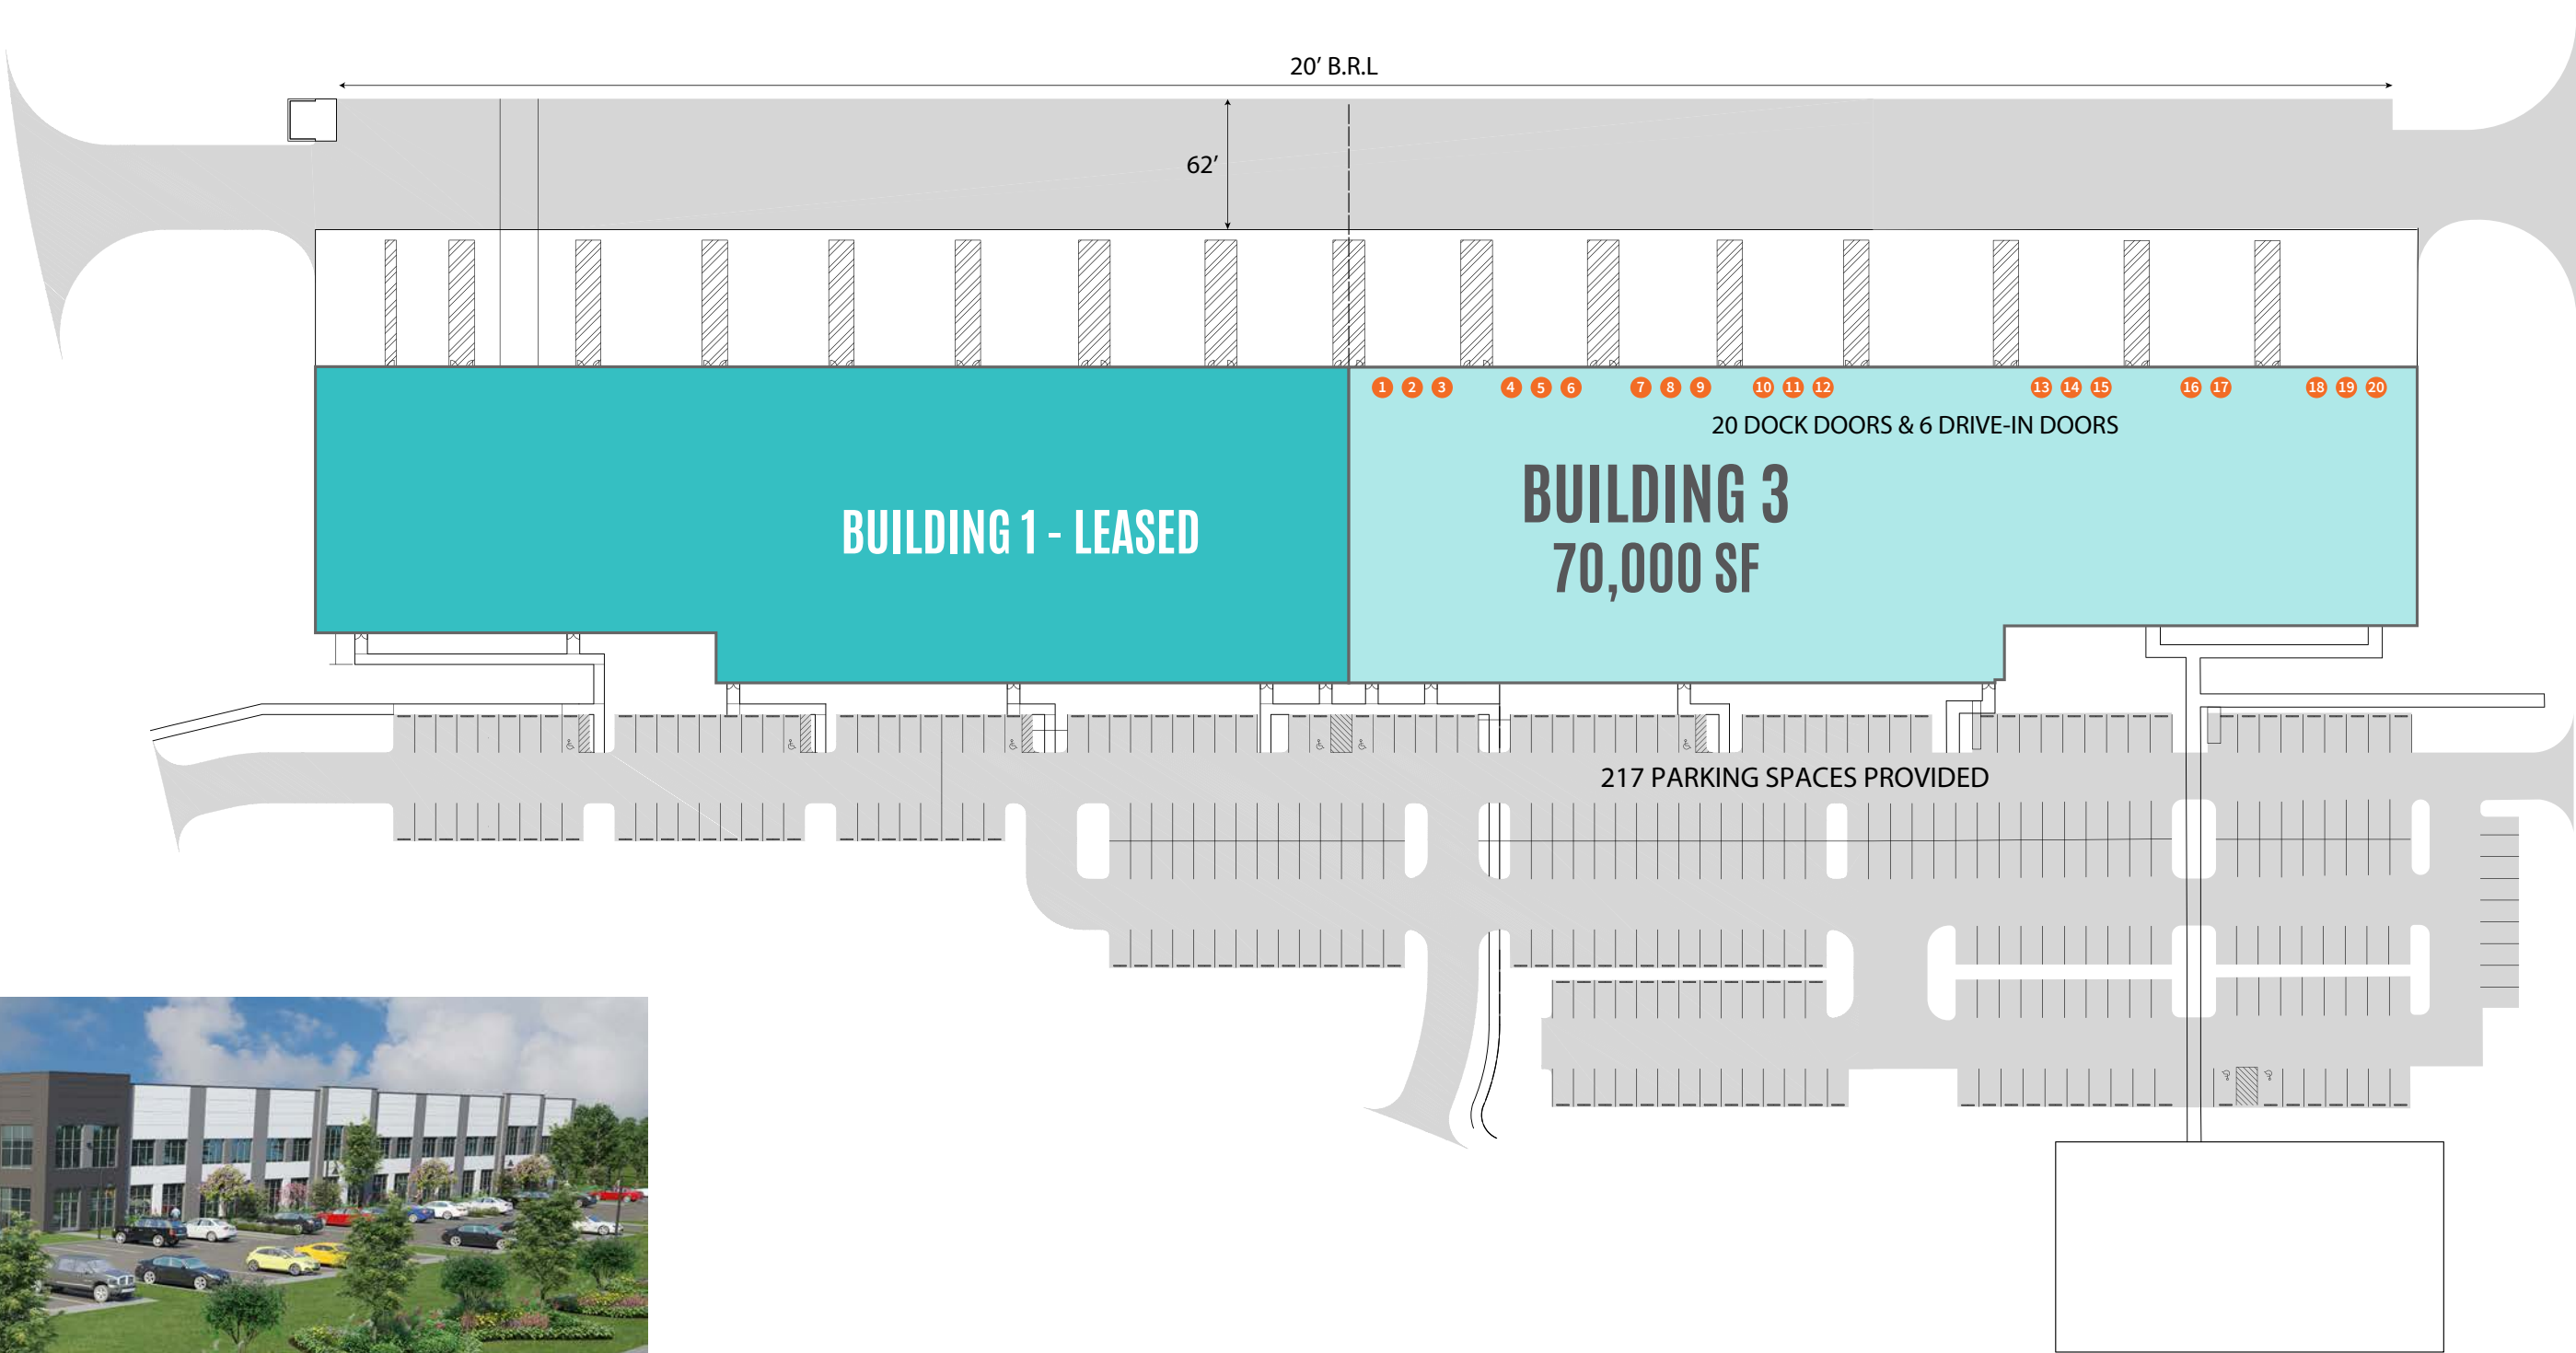 20’ B.R.L
62’
1 2 3 4 5 6 7 8 9 10 11 12 13 14 15 16 17 18 19 20
20 DOCK DOORS & 6 DRIVE-IN DOORS
BUILDING 1 - LEASED
BUILDING 3
70,000 SF
217 PARKING SPACES PROVIDED